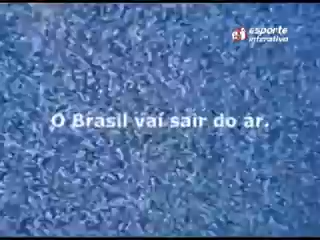 esporte
interativo
O Brasil vai sair do ar.